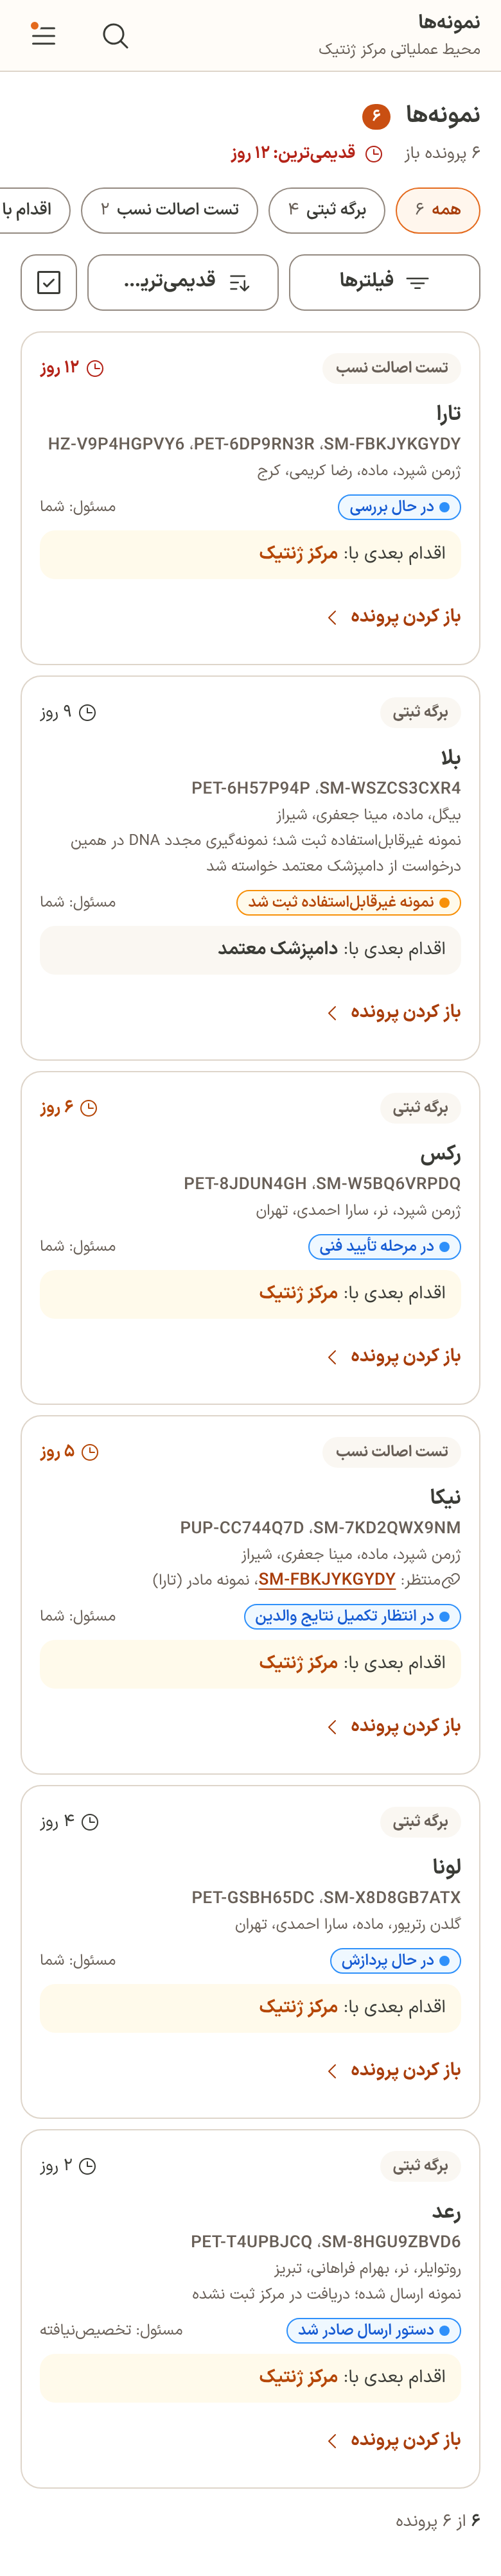 نمونه‌ها
محیط عملیاتی مرکز ژنتیک
نمونه‌ها ۶
۶ پرونده باز قدیمی‌ترین: ۱۲ روز
همه ۶ برگه ثبتی ۴ تست اصالت نسب ۲ اقدام با
فیلترها قدیمی‌تریـ...
تست اصالت نسب ۱۲ روز
تارا
SM-FBKJYKGYDY، PET-6DP9RN3R، HZ-V9P4HGPVY6
ژرمن شپرد، ماده، رضا کریمی، کرج
در حال بررسی مسئول: شما
اقدام بعدی با: مرکز ژنتیک
باز کردن پرونده
برگه ثبتی ۹ روز
بلا
SM-WSZCS3CXR4، PET-6H57P94P
بیگل، ماده، مینا جعفری، شیراز
نمونه غیرقابل‌استفاده ثبت شد؛ نمونه‌گیری مجدد DNA در همین
درخواست از دامپزشک معتمد خواسته شد
نمونه غیرقابل‌استفاده ثبت شد مسئول: شما
اقدام بعدی با: دامپزشک معتمد
باز کردن پرونده
برگه ثبتی ۶ روز
رکس
SM-W5BQ6VRPDQ، PET-8JDUN4GH
ژرمن شپرد، نر، سارا احمدی، تهران
در مرحله تأیید فنی مسئول: شما
اقدام بعدی با: مرکز ژنتیک
باز کردن پرونده
تست اصالت نسب ۵ روز
نیکا
SM-7KD2QWX9NM، PUP-CC744Q7D
ژرمن شپرد، ماده، مینا جعفری، شیراز
منتظر: SM-FBKJYKGYDY، نمونه مادر (تارا)
در انتظار تکمیل نتایج والدین مسئول: شما
اقدام بعدی با: مرکز ژنتیک
باز کردن پرونده
برگه ثبتی ۴ روز
لونا
SM-X8D8GB7ATX، PET-GSBH65DC
گلدن رتریور، ماده، سارا احمدی، تهران
در حال پردازش مسئول: شما
اقدام بعدی با: مرکز ژنتیک
باز کردن پرونده
برگه ثبتی ۲ روز
رعد
SM-8HGU9ZBVD6، PET-T4UPBJCQ
روتوایلر، نر، بهرام فراهانی، تبریز
نمونه ارسال شده؛ دریافت در مرکز ثبت نشده
دستور ارسال صادر شد مسئول: تخصیص‌نیافته
اقدام بعدی با: مرکز ژنتیک
باز کردن پرونده
۶ از ۶ پرونده